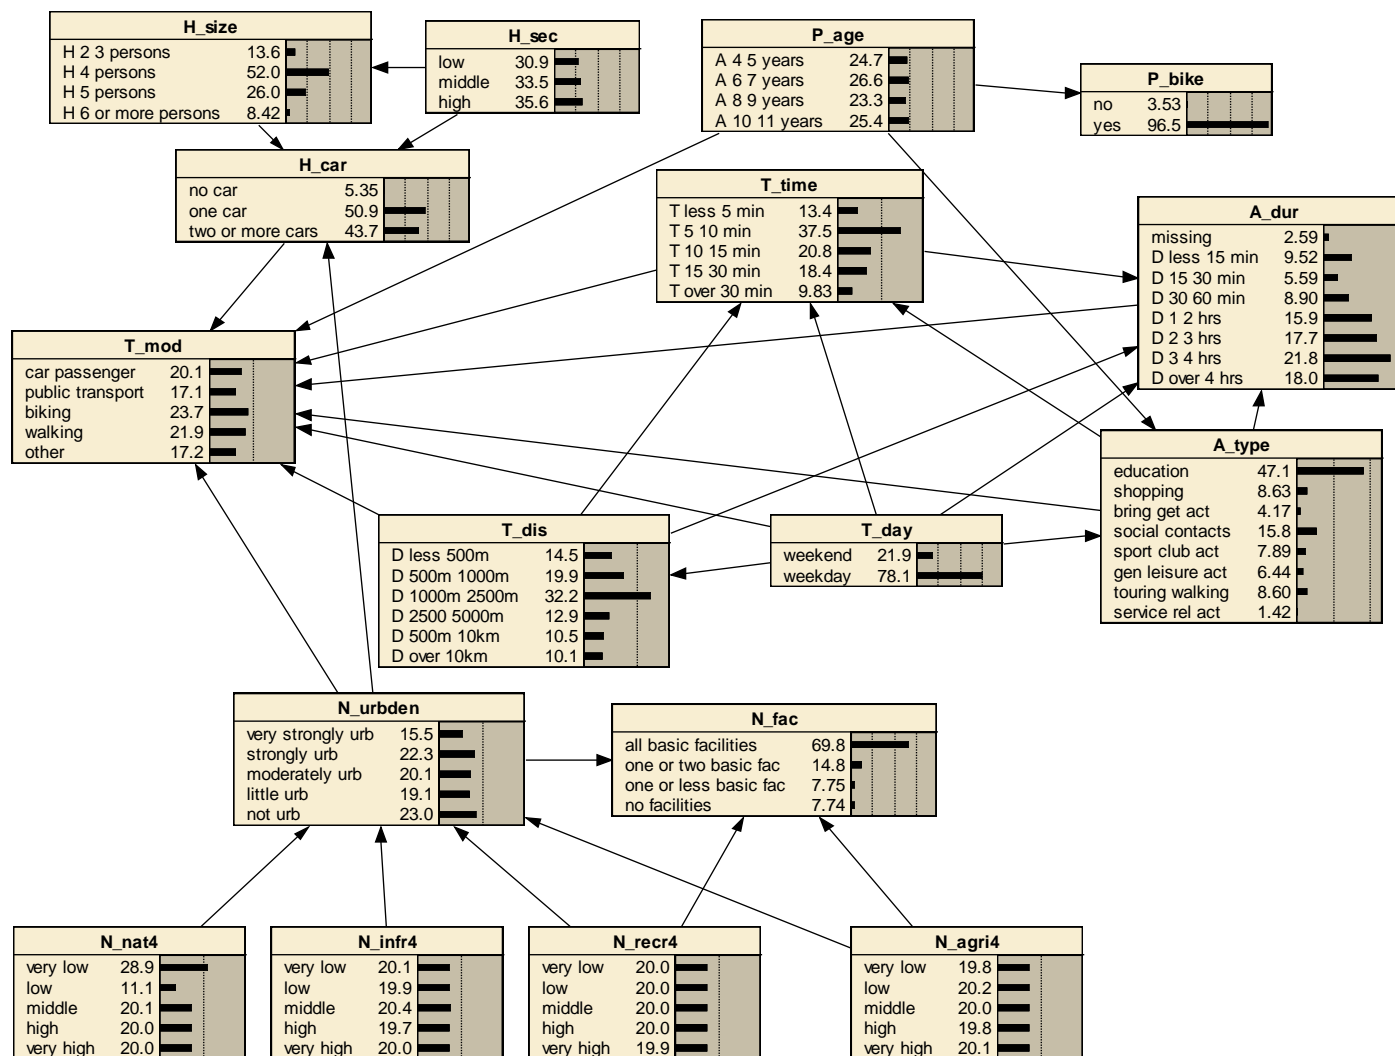 H_size
H 2 3 persons 13.6
H 4 persons 52.0
H 5 persons 26.0
H 6 or more persons 8.42
H_sec
low 30.9
middle 33.5
high 35.6
P_age
A 4 5 years 24.7
A 6 7 years 26.6
A 8 9 years 23.3
A 10 11 years 25.4
P_bike
no 3.53
yes 96.5
H_car
no car 5.35
one car 50.9
two or more cars 43.7
T_time
T less 5 min 13.4
T 5 10 min 37.5
T 10 15 min 20.8
T 15 30 min 18.4
T over 30 min 9.83
A_dur
missing 2.59
D less 15 min 9.52
D 15 30 min 5.59
D 30 60 min 8.90
D 1 2 hrs 15.9
D 2 3 hrs 17.7
D 3 4 hrs 21.8
D over 4 hrs 18.0
T_mod
car passenger 20.1
public transport 17.1
biking 23.7
walking 21.9
other 17.2
A_type
education 47.1
shopping 8.63
bring get act 4.17
social contacts 15.8
sport club act 7.89
gen leisure act 6.44
touring walking 8.60
service rel act 1.42
T_dis
D less 500m 14.5
D 500m 1000m 19.9
D 1000m 2500m 32.2
D 2500 5000m 12.9
D 500m 10km 10.5
D over 10km 10.1
T_day
weekend 21.9
weekday 78.1
N_urbden
very strongly urb 15.5
strongly urb 22.3
moderately urb 20.1
little urb 19.1
not urb 23.0
N_fac
all basic facilities 69.8
one or two basic fac 14.8
one or less basic fac 7.75
no facilities 7.74
N_nat4
very low 28.9
low 11.1
middle 20.1
high 20.0
very high 20.0
N_infr4
very low 20.1
low 19.9
middle 20.4
high 19.7
very high 20.0
N_recr4
very low 20.0
low 20.0
middle 20.0
high 20.0
very high 19.9
N_agri4
very low 19.8
low 20.2
middle 20.0
high 19.8
very high 20.1